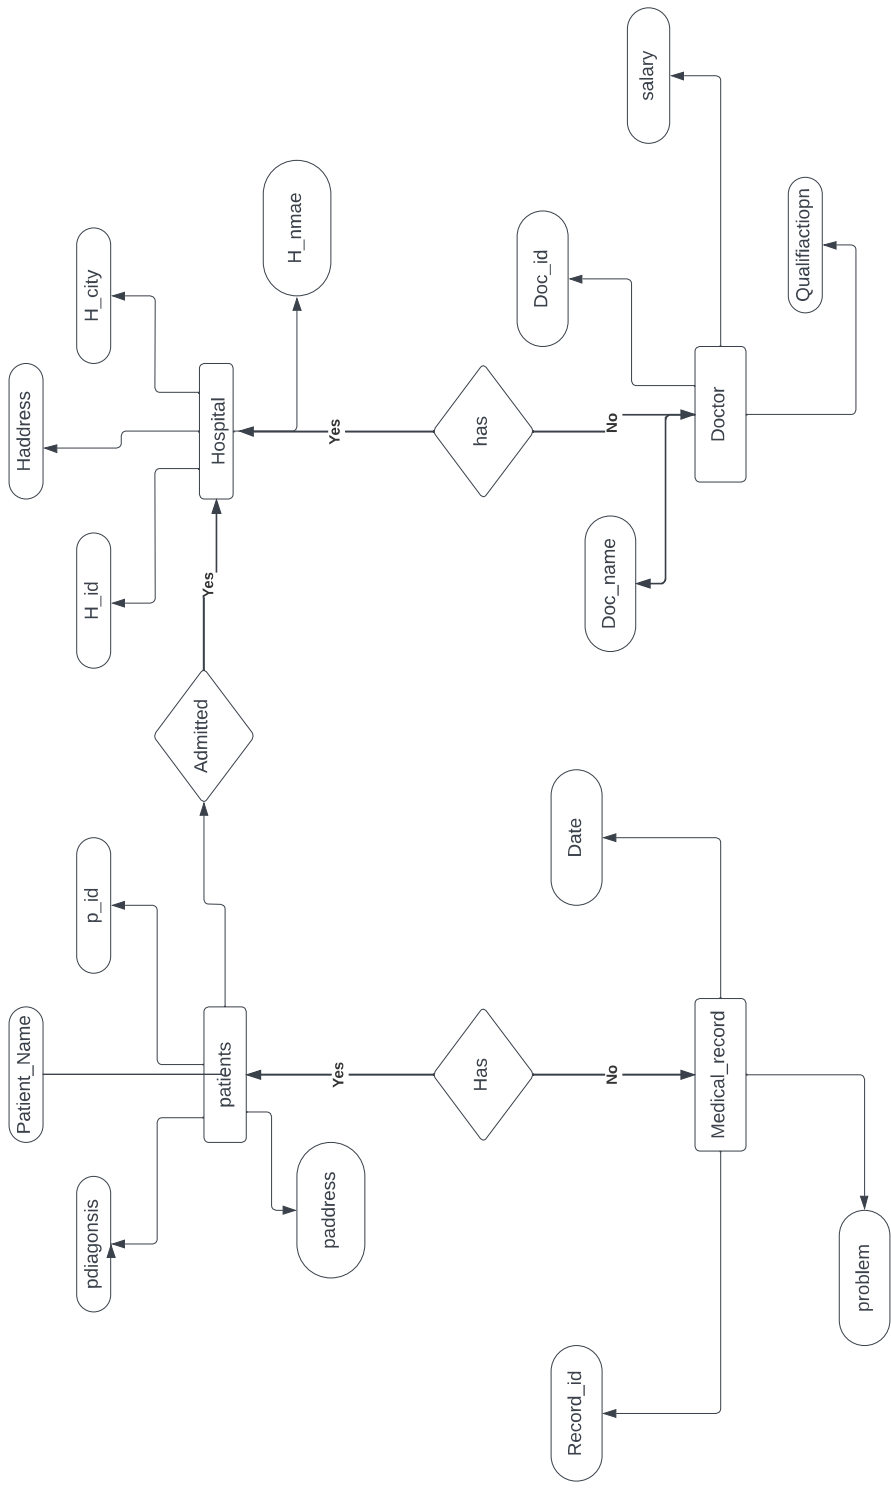 Patient_Name
Haddress
pdiagonsis
p_id
H_id
H_city
patients
Admitted
Yes
Hospital
H_nmae
paddress
Yes
Yes
Has
has
Doc_id
Record_id
Date
No
Doc_name
No
salary
Medical_record
Doctor
Qualifiactiopn
problem